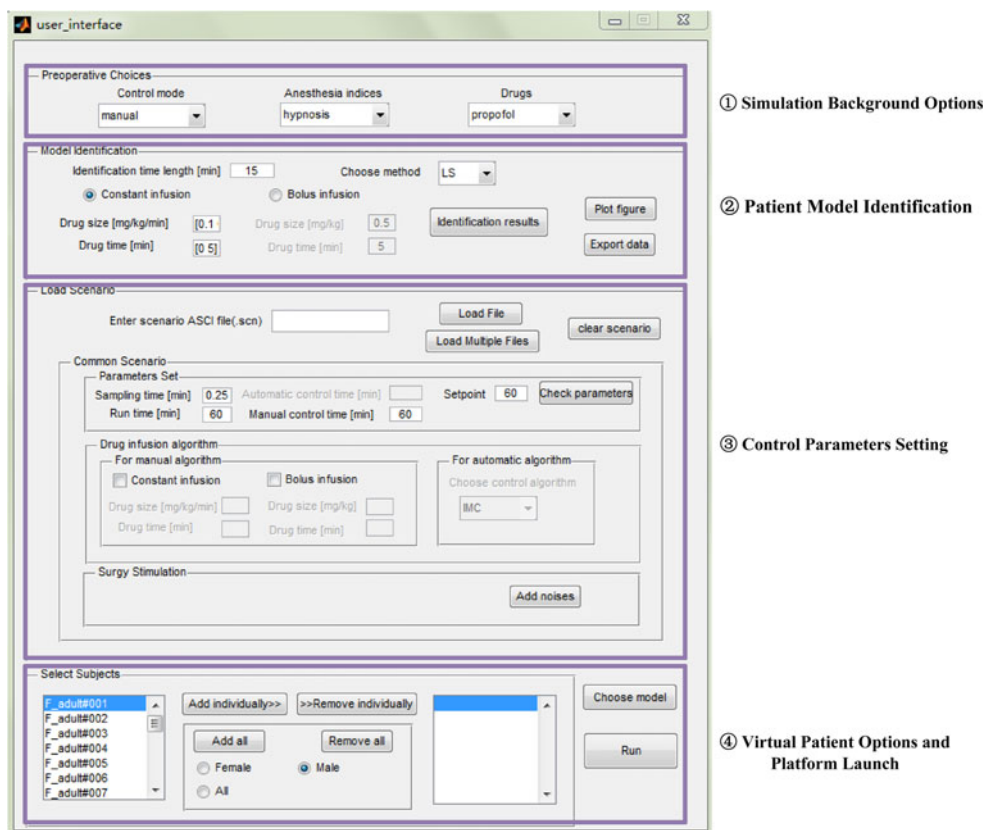 user_interface
Preoperative Choices
Control mode Anesthesia indices Drugs
manual hypnosis propofol
① Simulation Background Options
Model Identification
Identification time length [min] 15 Choose method LS
Constant infusion Bolus infusion
Drug size [mg/kg/min] [0.1 Drug size [mg/kg] 0.5 Identification results Plot figure
Drug time [min] [0 5] Drug time [min] 5 Export data
② Patient Model Identification
Load Scenario
Enter scenario ASCI file(.scn) Load File clear scenario
Load Multiple Files
Common Scenario
Parameters Set
Sampling time [min] 0.25 Automatic control time [min] Setpoint 60 Check parameters
Run time [min] 60 Manual control time [min] 60
Drug infusion algorithm
For manual algorithm For automatic algorithm
Constant infusion Bolus infusion Choose control algorithm
Drug size [mg/kg/min] Drug size [mg/kg] IMC
Drug time [min] Drug time [min]
Surgy Stimulation
Add noises
③ Control Parameters Setting
Select Subjects
F_adult#001 Add individually>> >>Remove individually Choose model
F_adult#002
F_adult#003
F_adult#004 Add all Remove all
F_adult#005
F_adult#006 Female Male Run
F_adult#007 All
④ Virtual Patient Options and
Platform Launch